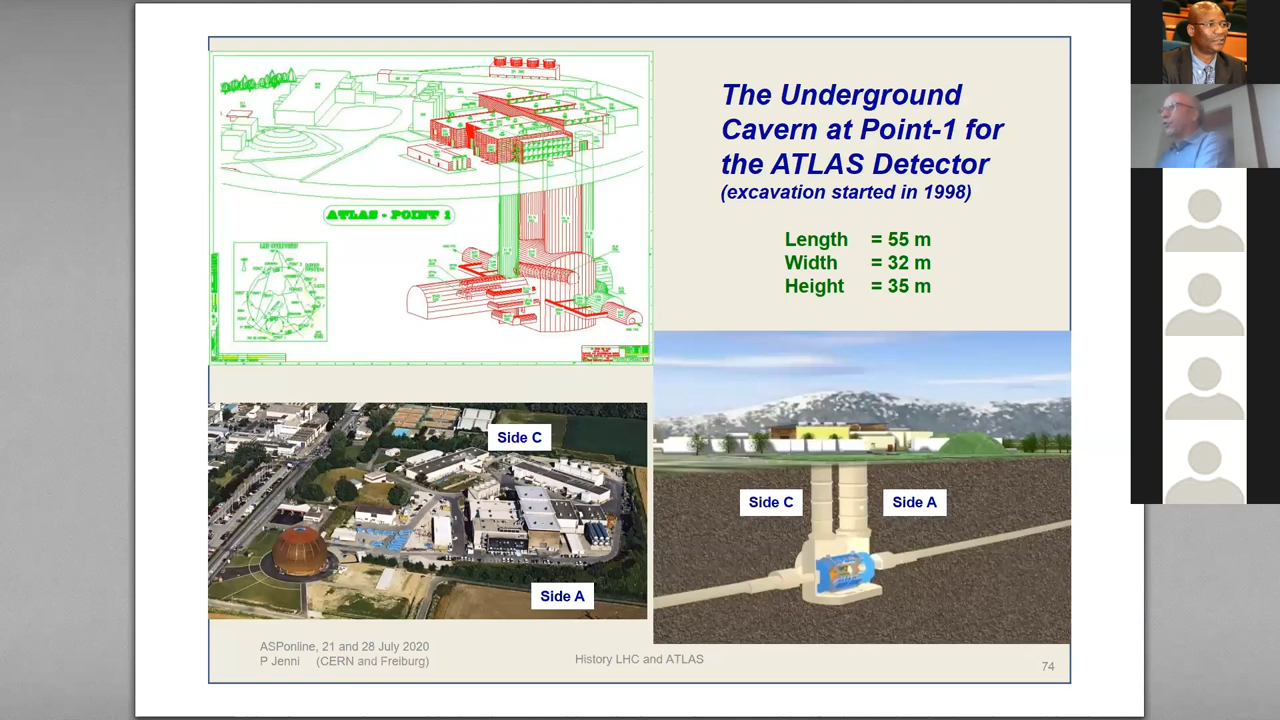 The Underground
Cavern at Point-1 for
the ATLAS Detector
(excavation started in 1998)
Length = 55 m
Width = 32 m
Height = 35 m
ATLAS - POINT 1
Side C
Side A
Side C
Side A
ASPonline, 21 and 28 July 2020
P Jenni (CERN and Freiburg)
History LHC and ATLAS
74